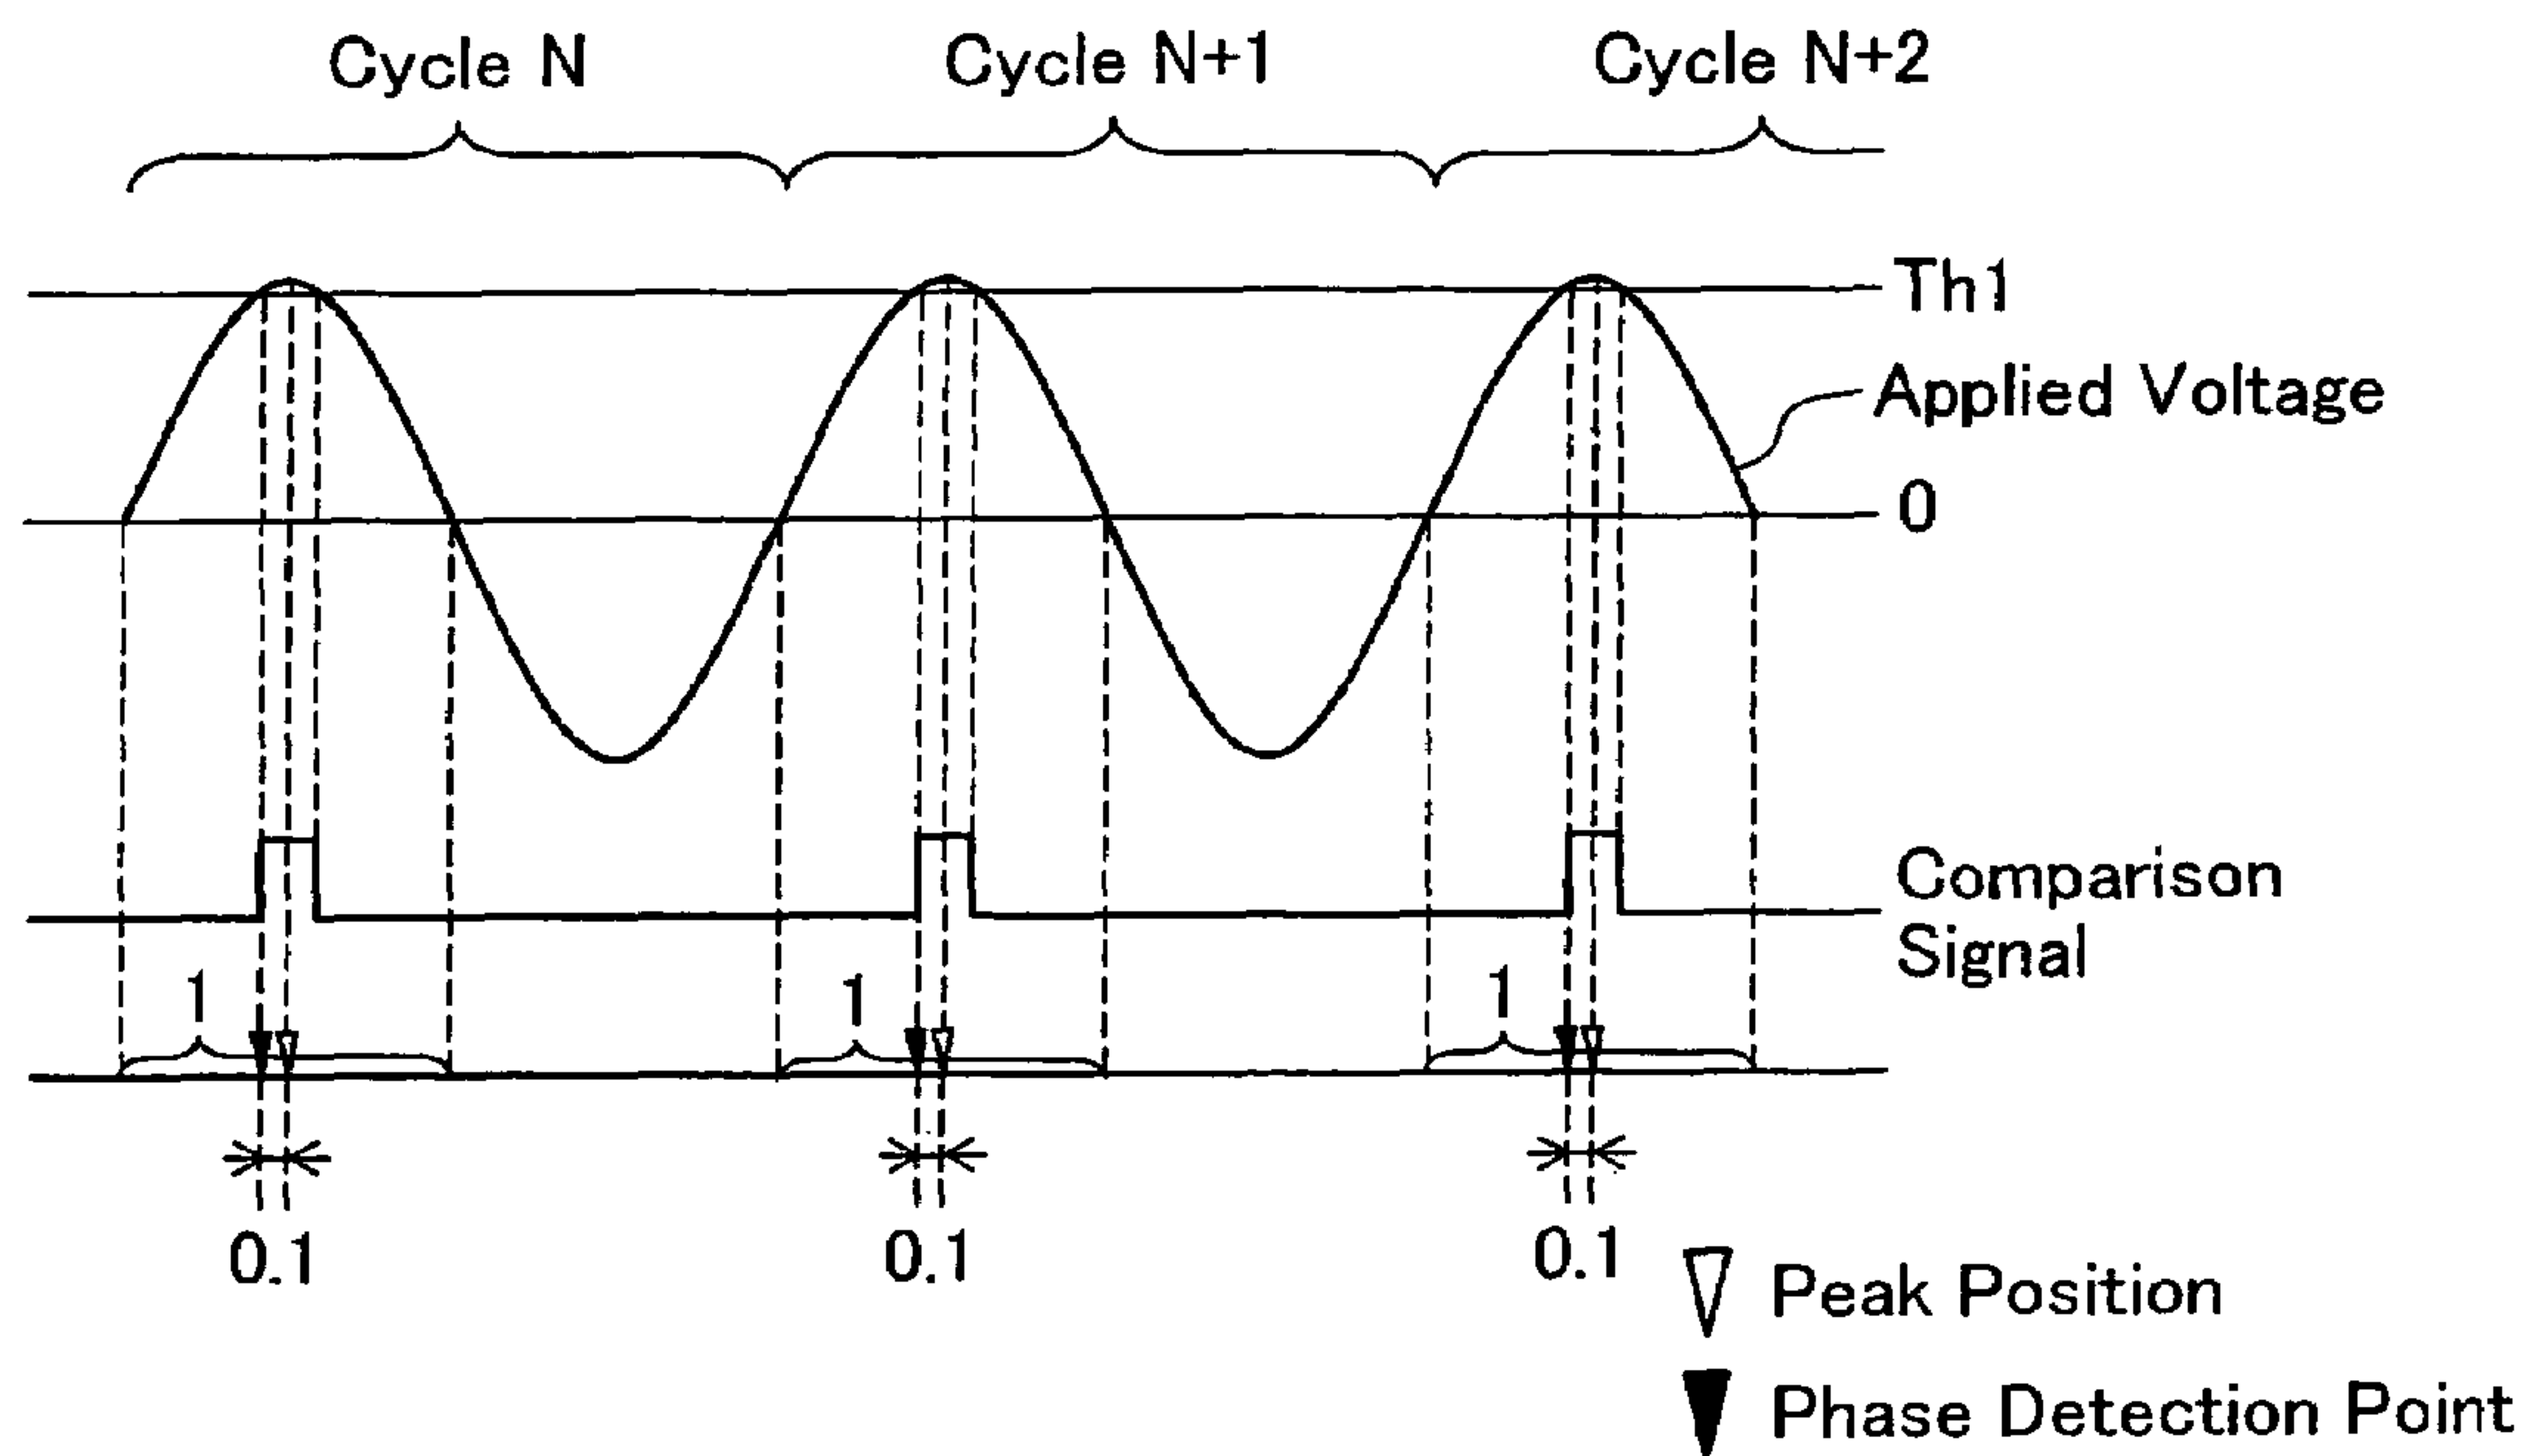 Cycle N
Cycle N+1
Cycle N+2
Th1
Applied Voltage
0
Comparison
Signal
1
1
1
0.1
0.1
0.1
Peak Position
Phase Detection Point